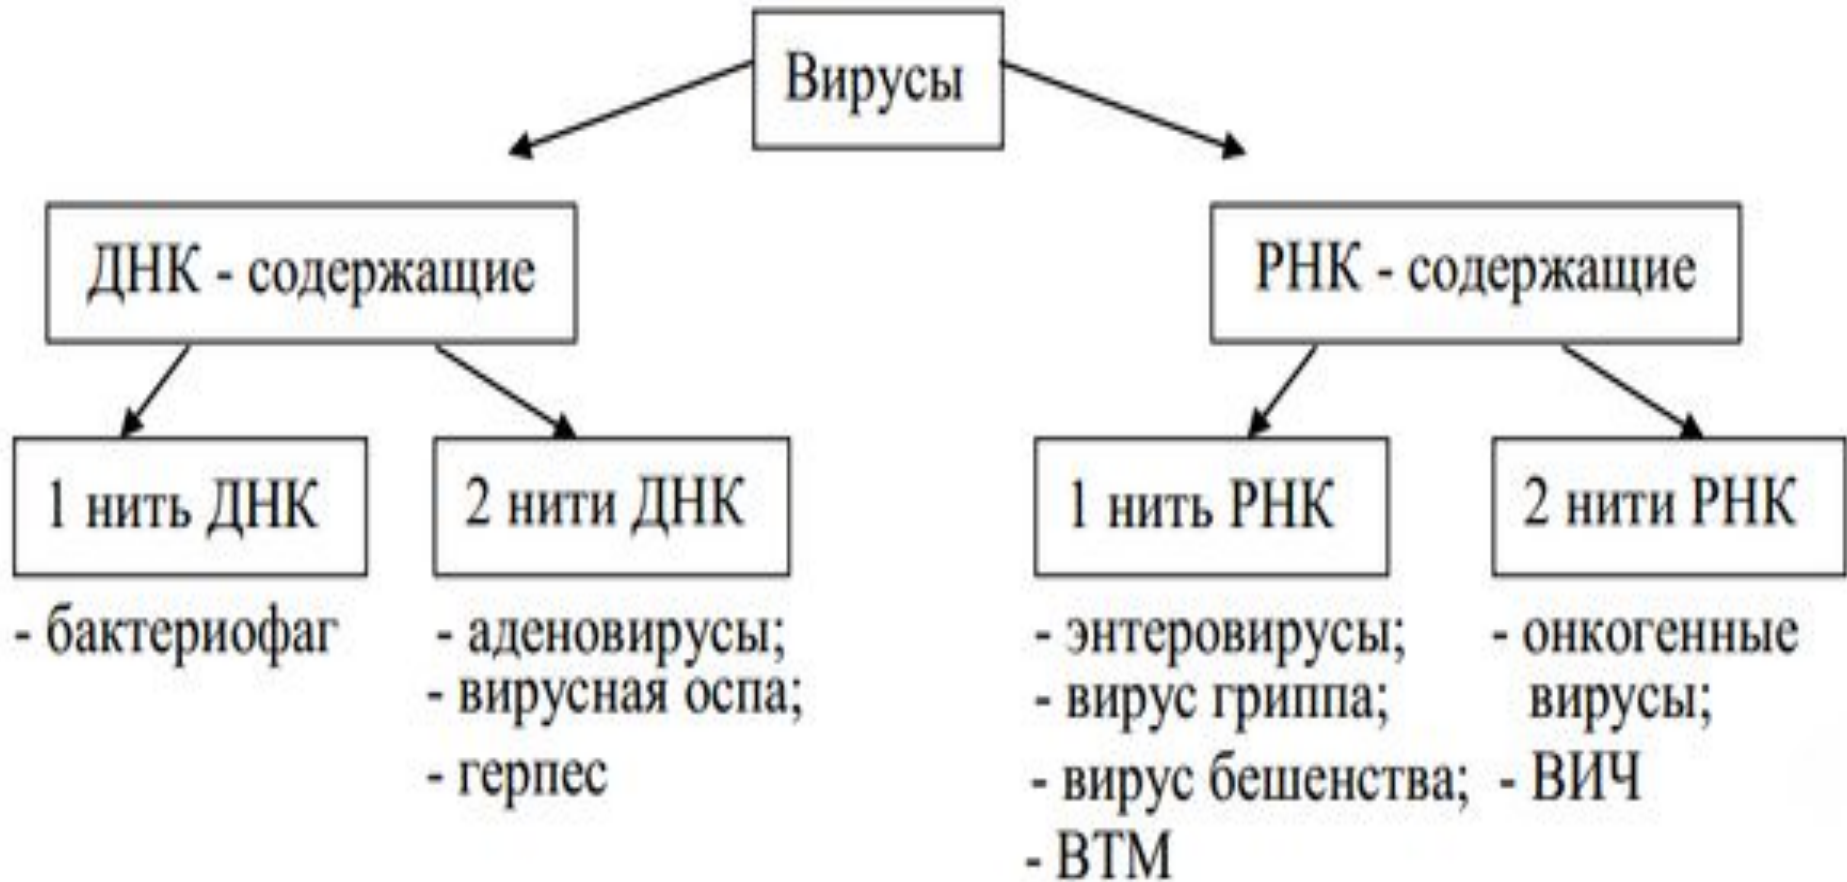 Вирусы
ДНК - содержащие
РНК - содержащие
1 нить ДНК
2 нити ДНК
1 нить РНК
2 нити РНК
- бактериофаг
- аденовирусы;
- вирусная оспа;
- герпес
- энтеровирусы;
- вирус гриппа;
- вирус бешенства;
- ВТМ
- онкогенные
вирусы;
- ВИЧ